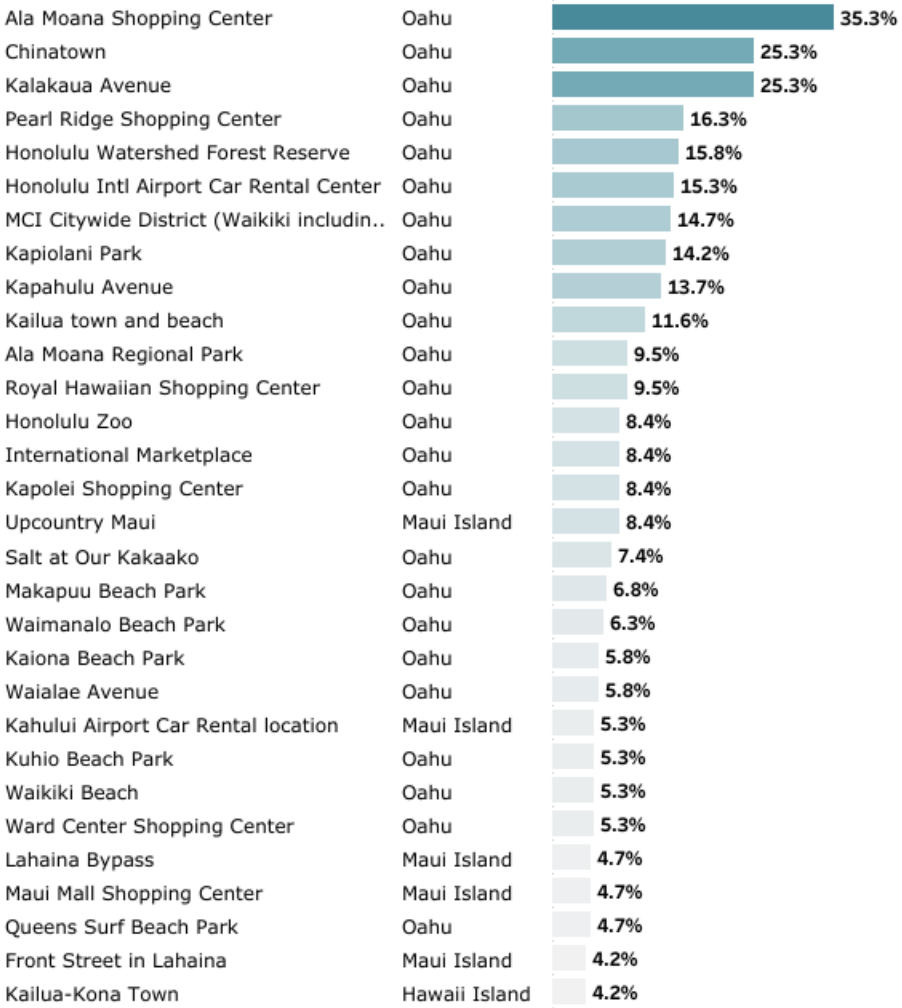 Ala Moana Shopping Center Oahu 35.3%
Chinatown Oahu 25.3%
Kalakaua Avenue Oahu 25.3%
Pearl Ridge Shopping Center Oahu 16.3%
Honolulu Watershed Forest Reserve Oahu 15.8%
Honolulu Intl Airport Car Rental Center Oahu 15.3%
MCI Citywide District (Waikiki includin.. Oahu 14.7%
Kapiolani Park Oahu 14.2%
Kapahulu Avenue Oahu 13.7%
Kailua town and beach Oahu 11.6%
Ala Moana Regional Park Oahu 9.5%
Royal Hawaiian Shopping Center Oahu 9.5%
Honolulu Zoo Oahu 8.4%
International Marketplace Oahu 8.4%
Kapolei Shopping Center Oahu 8.4%
Upcountry Maui Maui Island 8.4%
Salt at Our Kakaako Oahu 7.4%
Makapuu Beach Park Oahu 6.8%
Waimanalo Beach Park Oahu 6.3%
Kaiona Beach Park Oahu 5.8%
Waialae Avenue Oahu 5.8%
Kahului Airport Car Rental location Maui Island 5.3%
Kuhio Beach Park Oahu 5.3%
Waikiki Beach Oahu 5.3%
Ward Center Shopping Center Oahu 5.3%
Lahaina Bypass Maui Island 4.7%
Maui Mall Shopping Center Maui Island 4.7%
Queens Surf Beach Park Oahu 4.7%
Front Street in Lahaina Maui Island 4.2%
Kailua-Kona Town Hawaii Island 4.2%